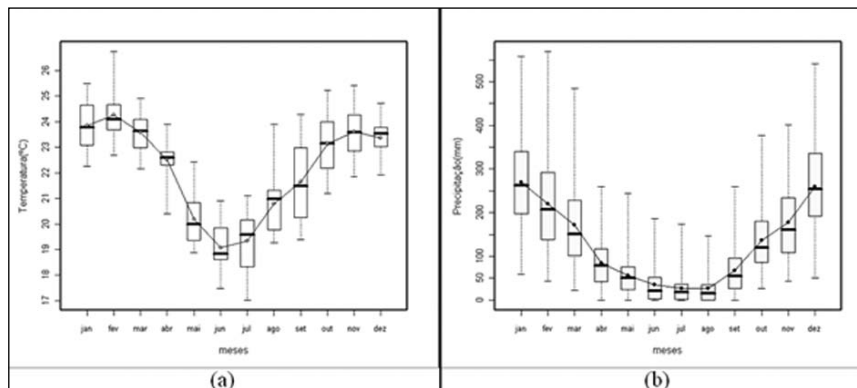 Temperatura(ºC)
17 18 19 20 21 22 23 24 25 26
jan fev mar abr mai jun jul ago set out nov dez
meses
(a)
Precipitação(mm)
0 50 100 200 300 400 500
jan fev mar abr mai jun jul ago set out nov dez
meses
(b)